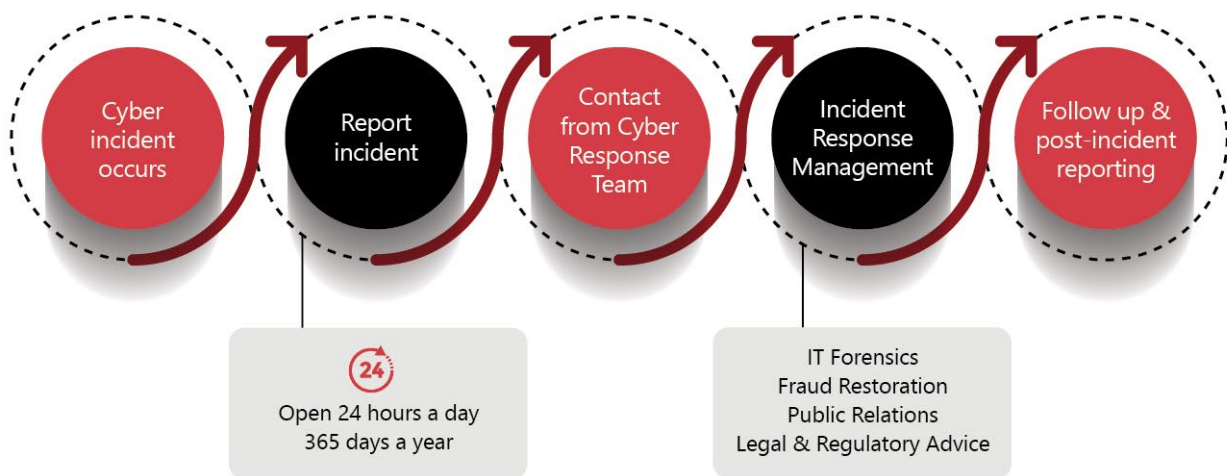 Cyber
incident
occurs
Report
incident
Contact
from Cyber
Response
Team
Incident
Response
Management
Follow up &
post-incident
reporting
24
Open 24 hours a day
365 days a year
IT Forensics
Fraud Restoration
Public Relations
Legal & Regulatory Advice